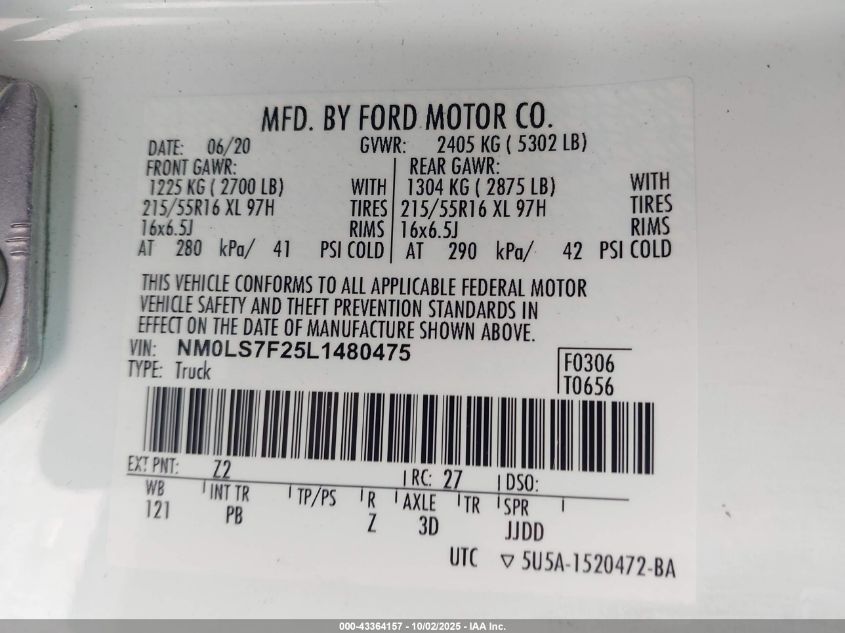 MFD. BY FORD MOTOR CO.
DATE: 06/20 GVWR: 2405 KG ( 5302 LB)
FRONT GAWR: REAR GAWR:
1225 KG ( 2700 LB) WITH 1304 KG ( 2875 LB) WITH
215/55R16 XL 97H TIRES 215/55R16 XL 97H TIRES
16x6.5J RIMS 16x6.5J RIMS
AT 280 kPa/ 41 PSI COLD AT 290 kPa/ 42 PSI COLD
THIS VEHICLE CONFORMS TO ALL APPLICABLE FEDERAL MOTOR
VEHICLE SAFETY AND THEFT PREVENTION STANDARDS IN
EFFECT ON THE DATE OF MANUFACTURE SHOWN ABOVE.
VIN: NM0LS7F25L1480475 F0306
TYPE: Truck T0656
EXT PNT: Z2 RC: 27 DSO:
WB INT TR TP/PS R AXLE TR SPR
121 PB Z 3D JJDD
UTC ▽ 5U5A-1520472-BA
000-43364157 - 10/02/2025 - IAA Inc.